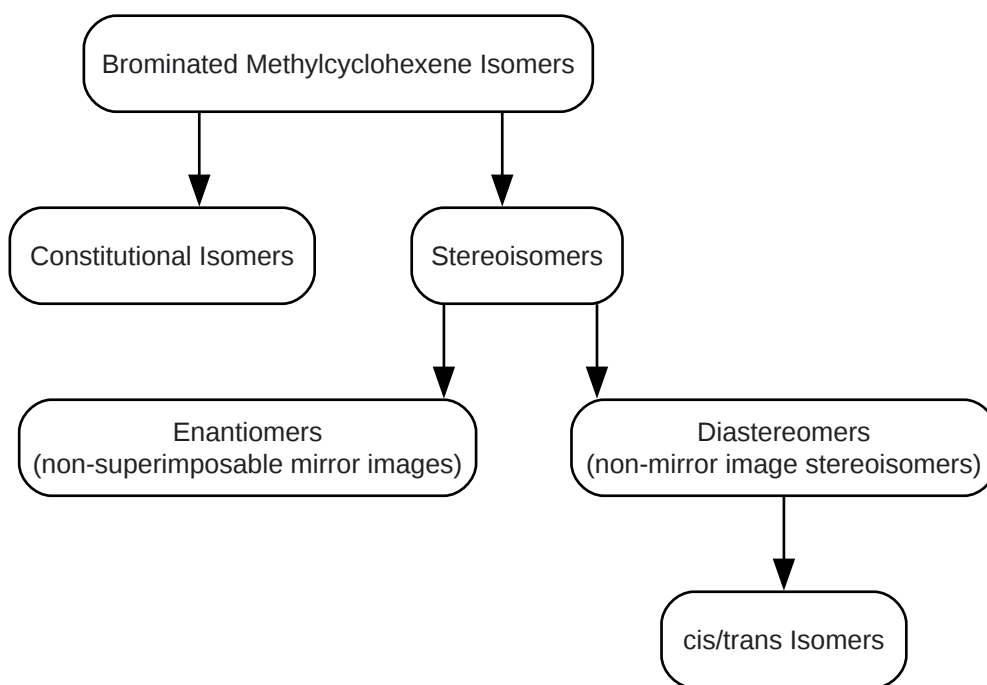 Brominated Methylcyclohexene Isomers
Constitutional Isomers
Stereoisomers
Enantiomers
(non-superimposable mirror images)
Diastereomers
(non-mirror image stereoisomers)
cis/trans Isomers